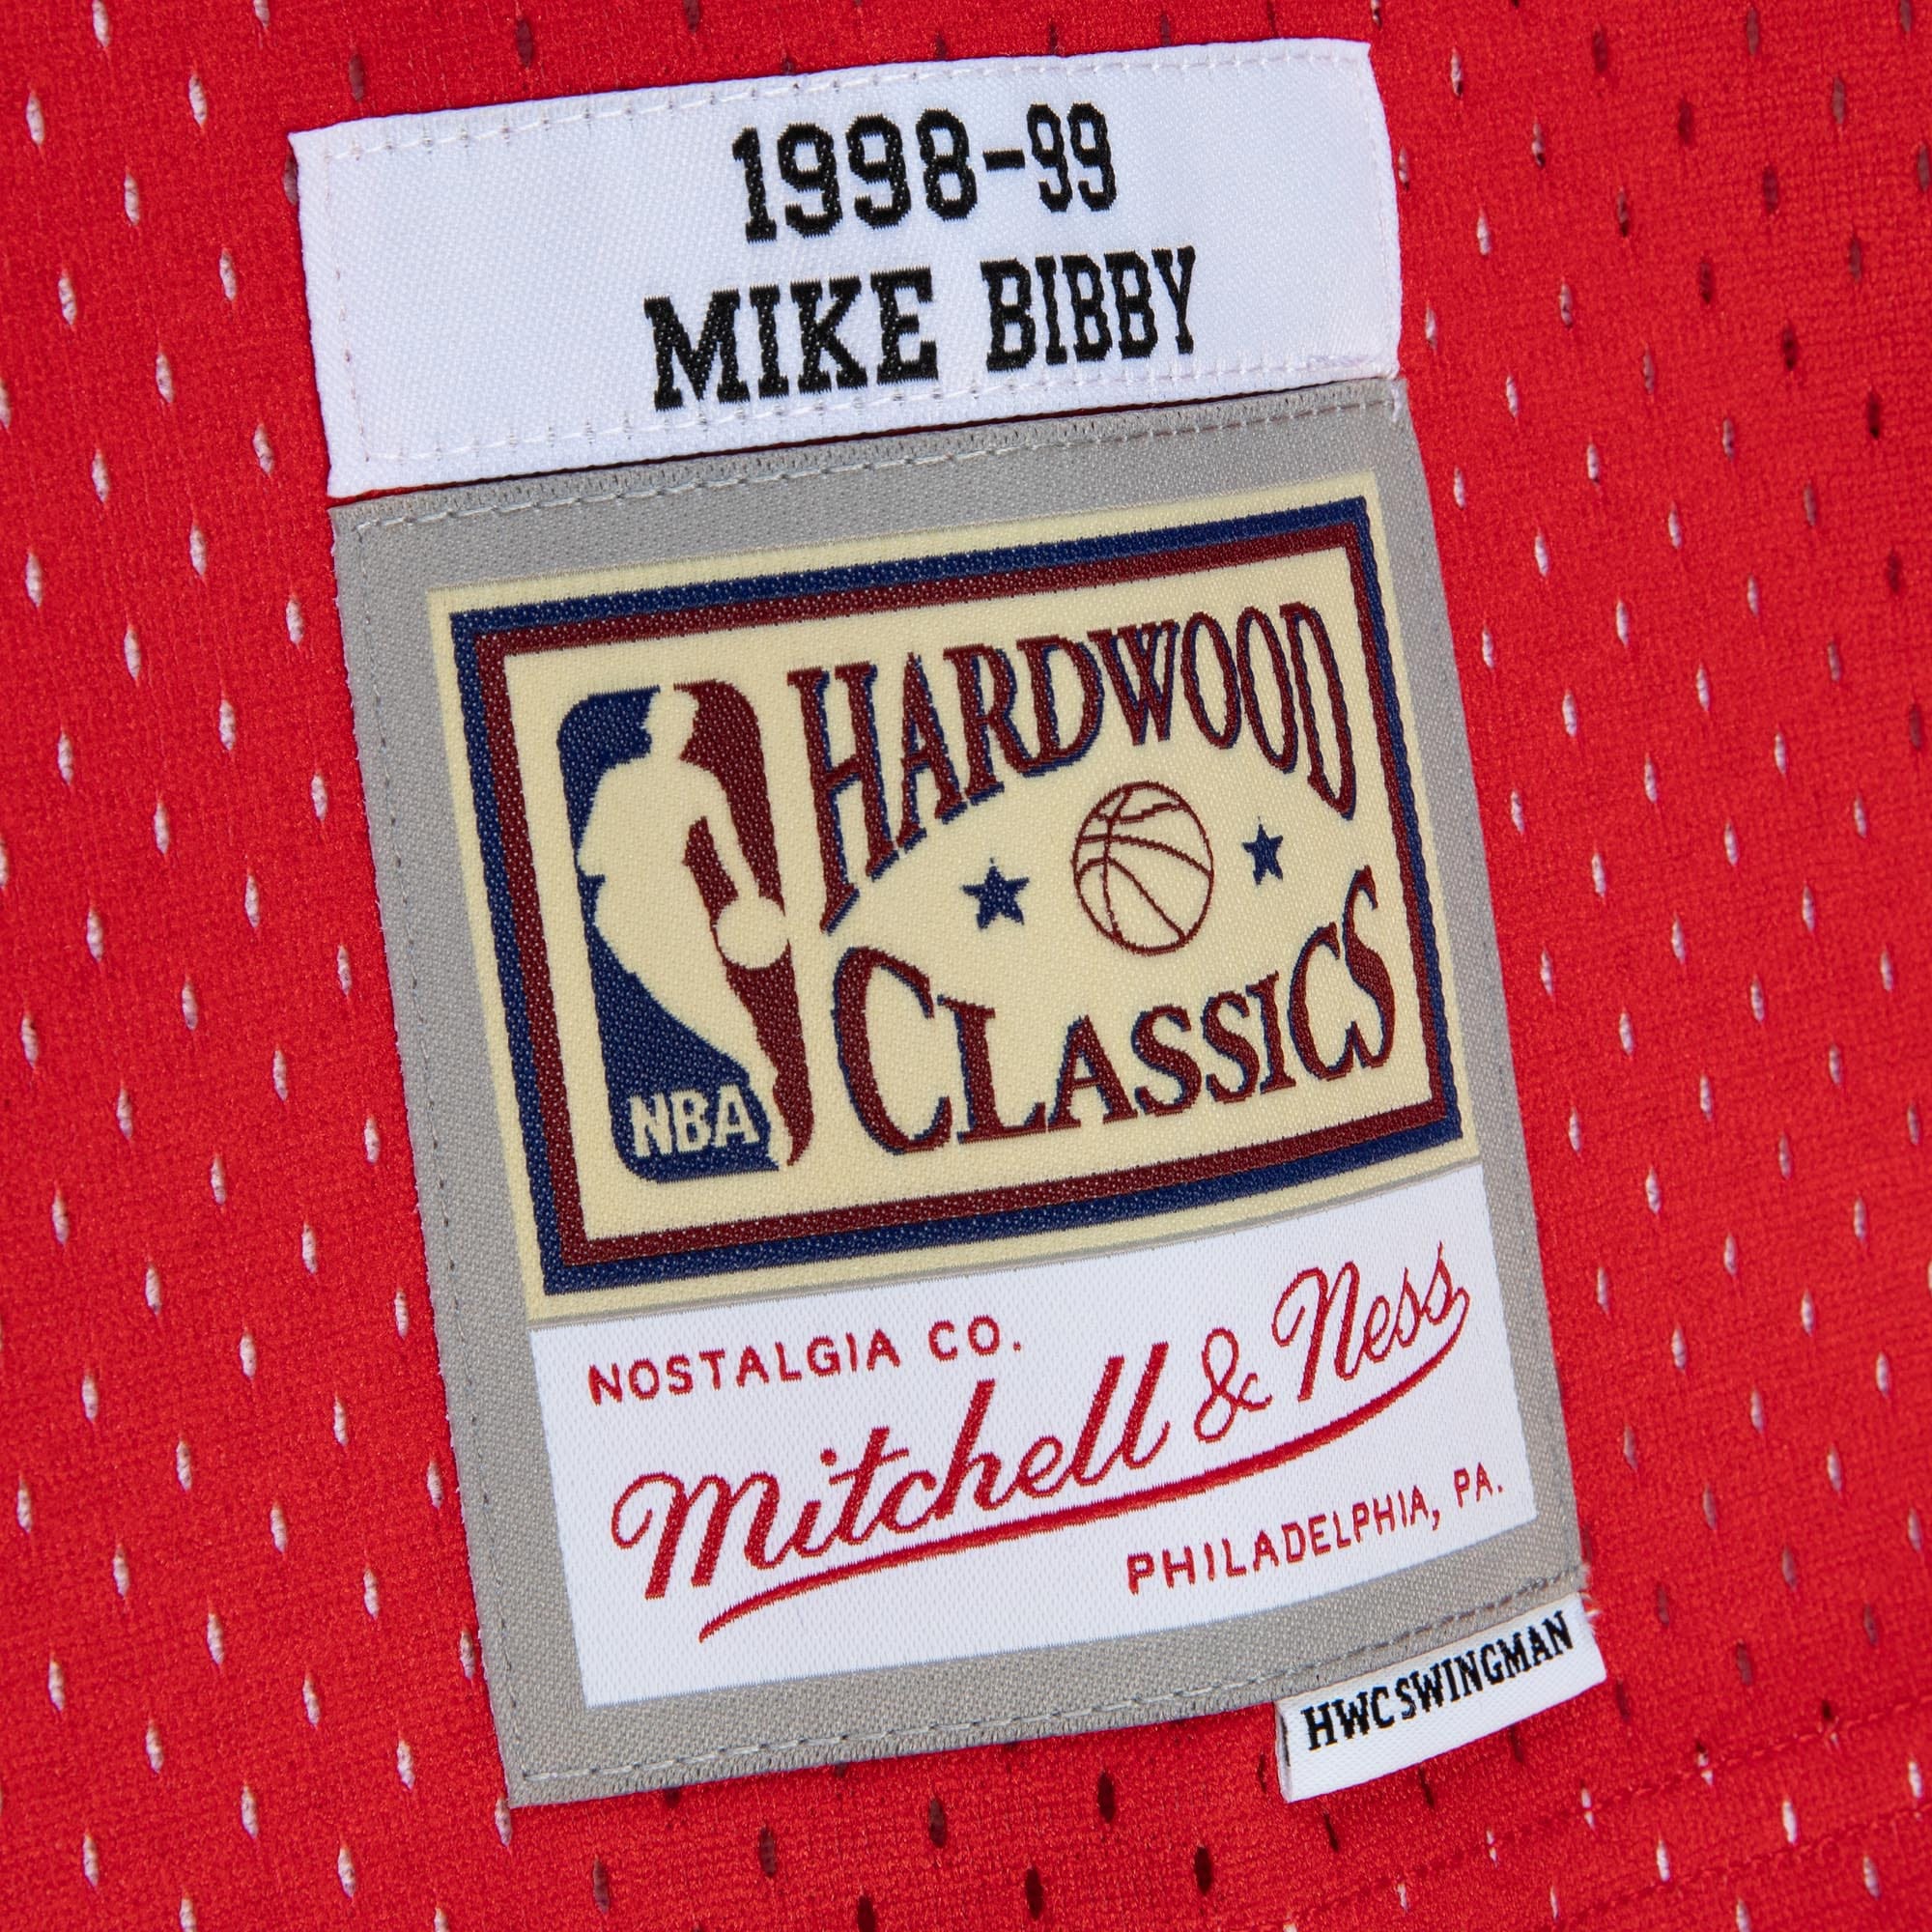 1998-99
MIKE BIBBY
HARDWOOD
CLASSICS
NBA
NOSTALGIA CO.
Mitchell & Ness
PHILADELPHIA, PA.
HWC SWINGMAN